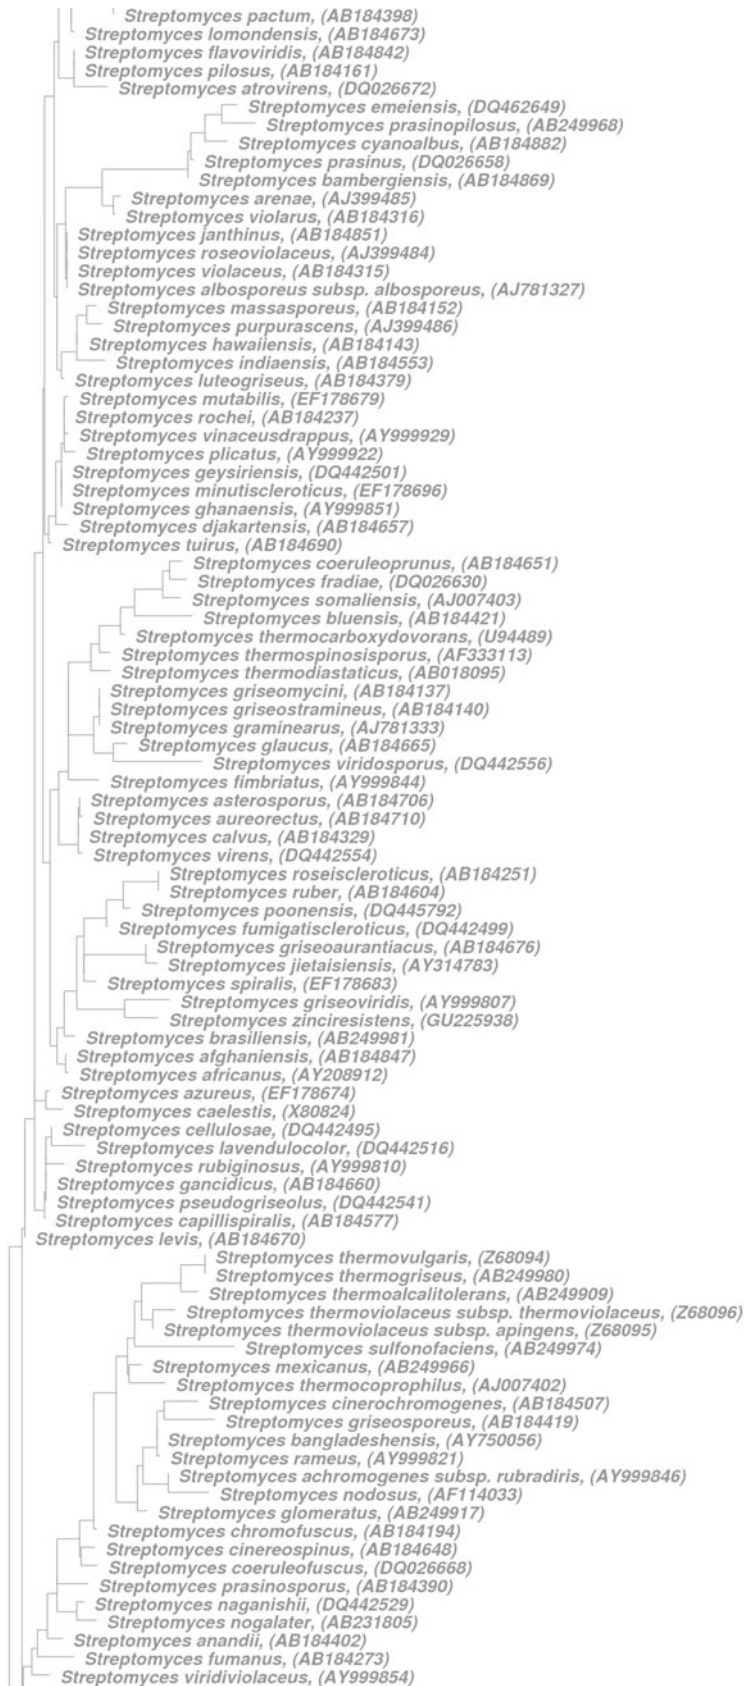 Streptomyces pactum, (AB184398)
Streptomyces lomondensis, (AB184673)
Streptomyces flavoviridis, (AB184842)
Streptomyces pilosus, (AB184161)
Streptomyces atrovirens, (DQ026672)
Streptomyces emeiensis, (DQ462649)
Streptomyces prasinopilosus, (AB249968)
Streptomyces cyanoalbus, (AB184882)
Streptomyces prasinus, (DQ026658)
Streptomyces bambergiensis, (AB184869)
Streptomyces arenae, (AJ399485)
Streptomyces violarus, (AB184316)
Streptomyces janthinus, (AB184851)
Streptomyces roseoviolaceus, (AJ399484)
Streptomyces violaceus, (AB184315)
Streptomyces albosporeus subsp. albosporeus, (AJ781327)
Streptomyces massasporeus, (AB184152)
Streptomyces purpurascens, (AJ399486)
Streptomyces hawaiiensis, (AB184143)
Streptomyces indiaensis, (AB184553)
Streptomyces luteogriseus, (AB184379)
Streptomyces mutabilis, (EF178679)
Streptomyces rochei, (AB184237)
Streptomyces vinaceusdrappus, (AY999929)
Streptomyces plicatus, (AY999922)
Streptomyces geysiriensis, (DQ442501)
Streptomyces minutiscleroticus, (EF178696)
Streptomyces ghanaensis, (AY999851)
Streptomyces djakartensis, (AB184657)
Streptomyces tuirus, (AB184690)
Streptomyces coeruleoprunus, (AB184651)
Streptomyces fradiae, (DQ026630)
Streptomyces somaliensis, (AJ007403)
Streptomyces bluensis, (AB184421)
Streptomyces thermocarboxydovorans, (U94489)
Streptomyces thermospinosisporus, (AF333113)
Streptomyces thermodiastaticus, (AB018095)
Streptomyces griseomycini, (AB184137)
Streptomyces griseostramineus, (AB184140)
Streptomyces graminearus, (AJ781333)
Streptomyces glaucus, (AB184665)
Streptomyces viridosporus, (DQ442556)
Streptomyces fimbriatus, (AY999844)
Streptomyces asterosporus, (AB184706)
Streptomyces aureorectus, (AB184710)
Streptomyces calvus, (AB184329)
Streptomyces virens, (DQ442554)
Streptomyces roseiscleroticus, (AB184251)
Streptomyces ruber, (AB184604)
Streptomyces poonensis, (DQ445792)
Streptomyces fumigatiscleroticus, (DQ442499)
Streptomyces griseoaurantiacus, (AB184676)
Streptomyces jietaisiensis, (AY314783)
Streptomyces spiralis, (EF178683)
Streptomyces griseoviridis, (AY999807)
Streptomyces zinciresistens, (GU225938)
Streptomyces brasiliensis, (AB249981)
Streptomyces afghaniensis, (AB184847)
Streptomyces africanus, (AY208912)
Streptomyces azureus, (EF178674)
Streptomyces caelestis, (X80824)
Streptomyces cellulosae, (DQ442495)
Streptomyces lavendulocolor, (DQ442516)
Streptomyces rubiginosus, (AY999810)
Streptomyces gancidicus, (AB184660)
Streptomyces pseudogriseolus, (DQ442541)
Streptomyces capillispiralis, (AB184577)
Streptomyces levis, (AB184670)
Streptomyces thermovulgaris, (Z68094)
Streptomyces thermogriseus, (AB249980)
Streptomyces thermoalcalitolerans, (AB249909)
Streptomyces thermoviolaceus subsp. thermoviolaceus, (Z68096)
Streptomyces thermoviolaceus subsp. apingens, (Z68095)
Streptomyces sulfonofaciens, (AB249974)
Streptomyces mexicanus, (AB249966)
Streptomyces thermocoprophilus, (AJ007402)
Streptomyces cinerochromogenes, (AB184507)
Streptomyces griseosporeus, (AB184419)
Streptomyces bangladeshensis, (AY750056)
Streptomyces rameus, (AY999821)
Streptomyces achromogenes subsp. rubradiris, (AY999846)
Streptomyces nodosus, (AF114033)
Streptomyces glomeratus, (AB249917)
Streptomyces chromofuscus, (AB184194)
Streptomyces cinereospinus, (AB184648)
Streptomyces coeruleofuscus, (DQ026668)
Streptomyces prasinosporus, (AB184390)
Streptomyces naganishii, (DQ442529)
Streptomyces nogalater, (AB231805)
Streptomyces anandii, (AB184402)
Streptomyces fumanus, (AB184273)
Streptomyces viridiviolaceus, (AY999854)